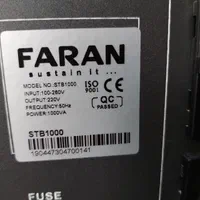 FARAN
sustain it ...
MODEL NO.:STB1000
INPUT:100-260V
OUTPUT:220V
FREQUENCY:50Hz
POWER:1000VA
ISO
9001
QC
PASSED
STB1000
190447304700141
FUSE